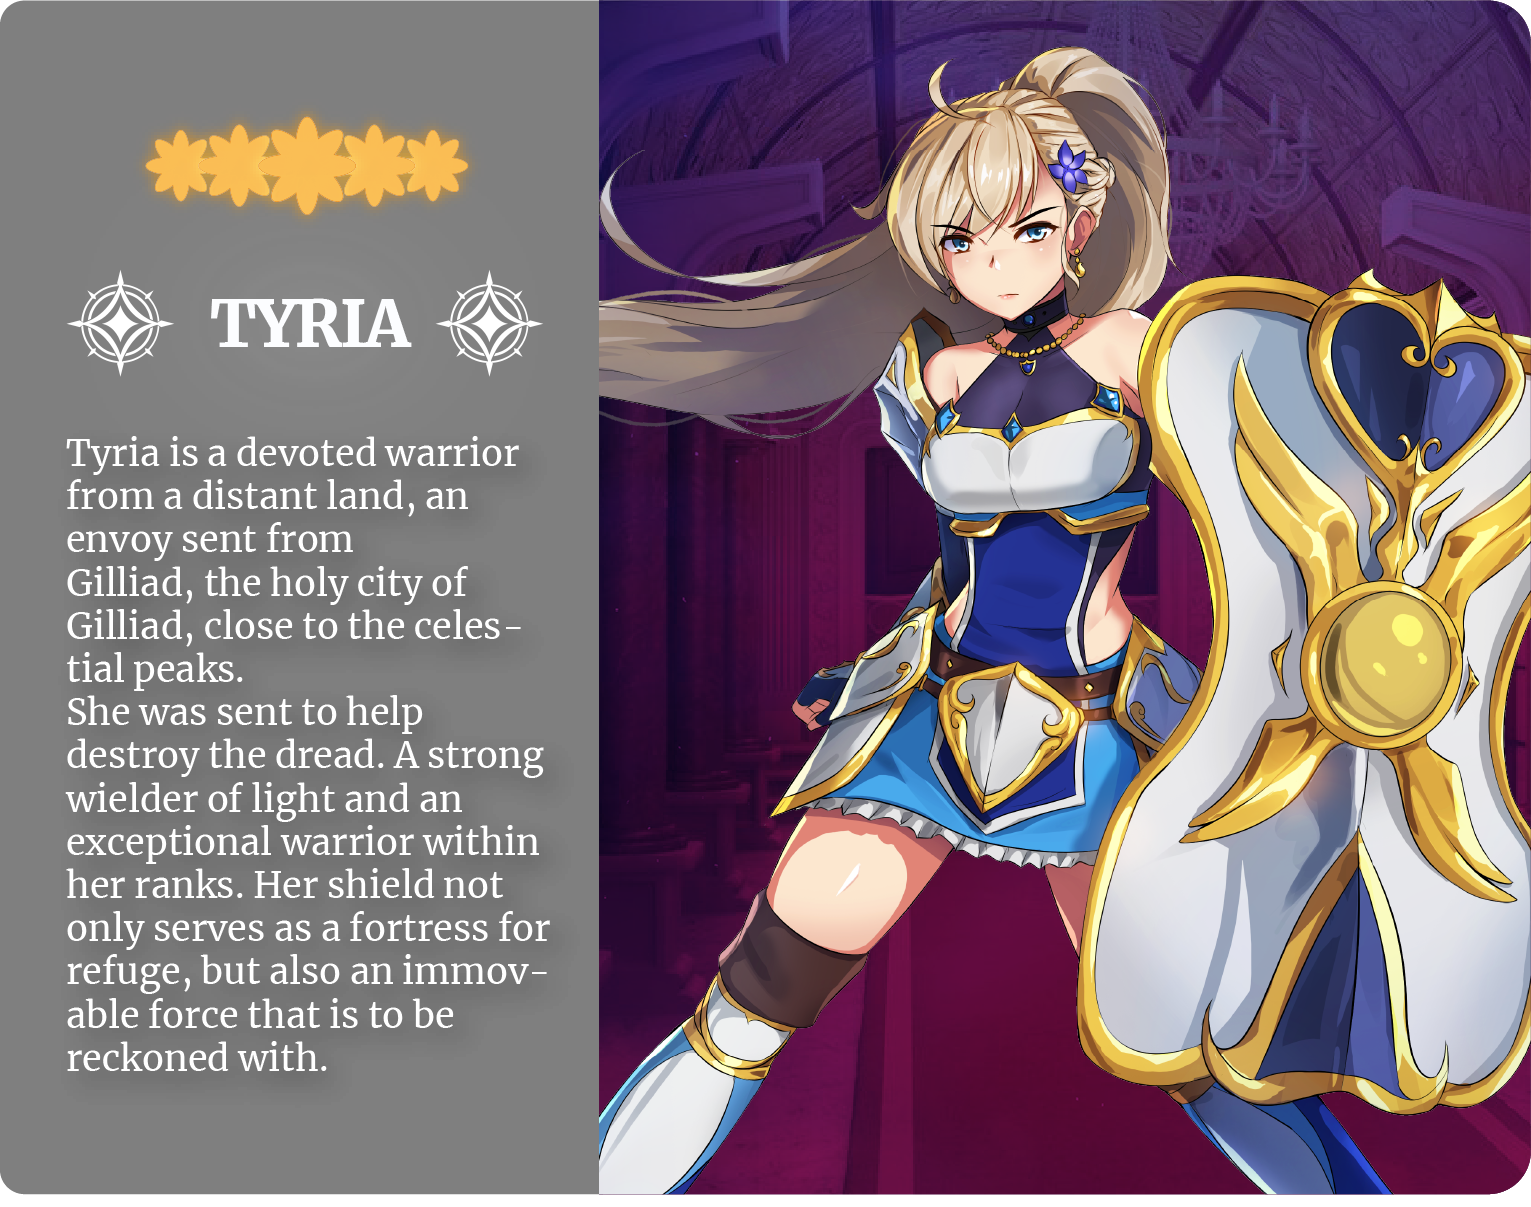 TYRIA
Tyria is a devoted warrior
from a distant land, an
envoy sent from
Gilliad, the holy city of
Gilliad, close to the celes-
tial peaks.
She was sent to help
destroy the dread. A strong
wielder of light and an
exceptional warrior within
her ranks. Her shield not
only serves as a fortress for
refuge, but also an immov-
able force that is to be
reckoned with.